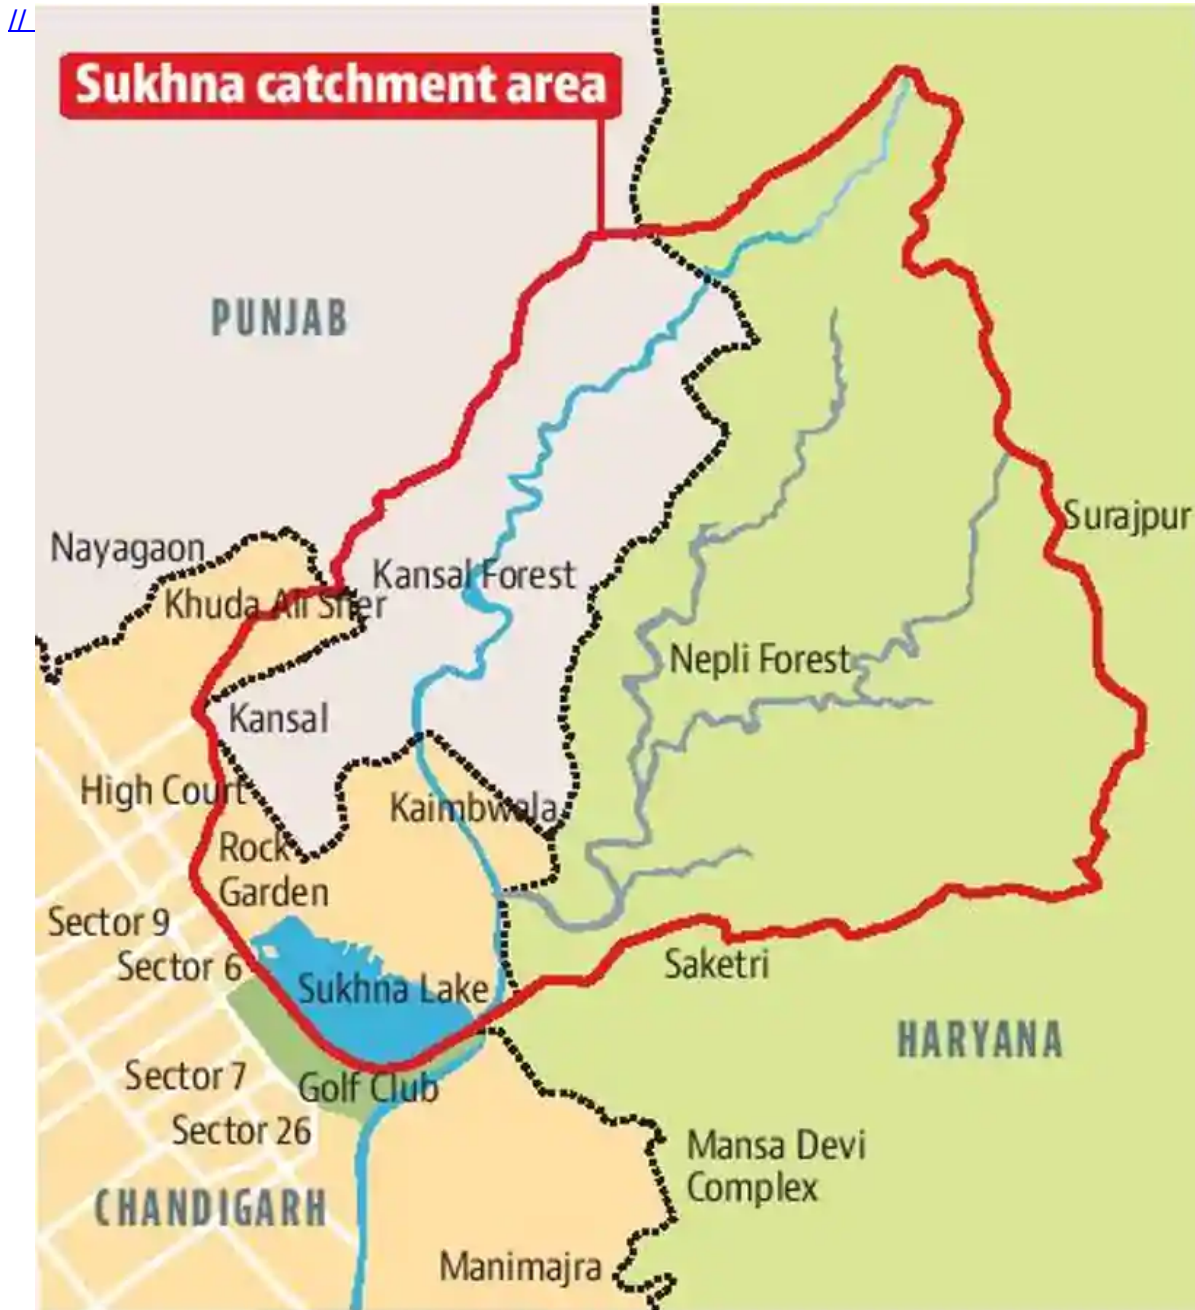 //
Sukhna catchment area
PUNJAB
Surajpur
Nayagaon
Kansal Forest
Khuda Ali Sher
Nepli Forest
Kansal
High Court
Kaimbwala
Rock
Garden
Sector 9
Sector 6
Saketri
Sukhna Lake
HARYANA
Sector 7
Golf Club
Sector 26
Mansa Devi
Complex
CHANDIGARH
Manimajra